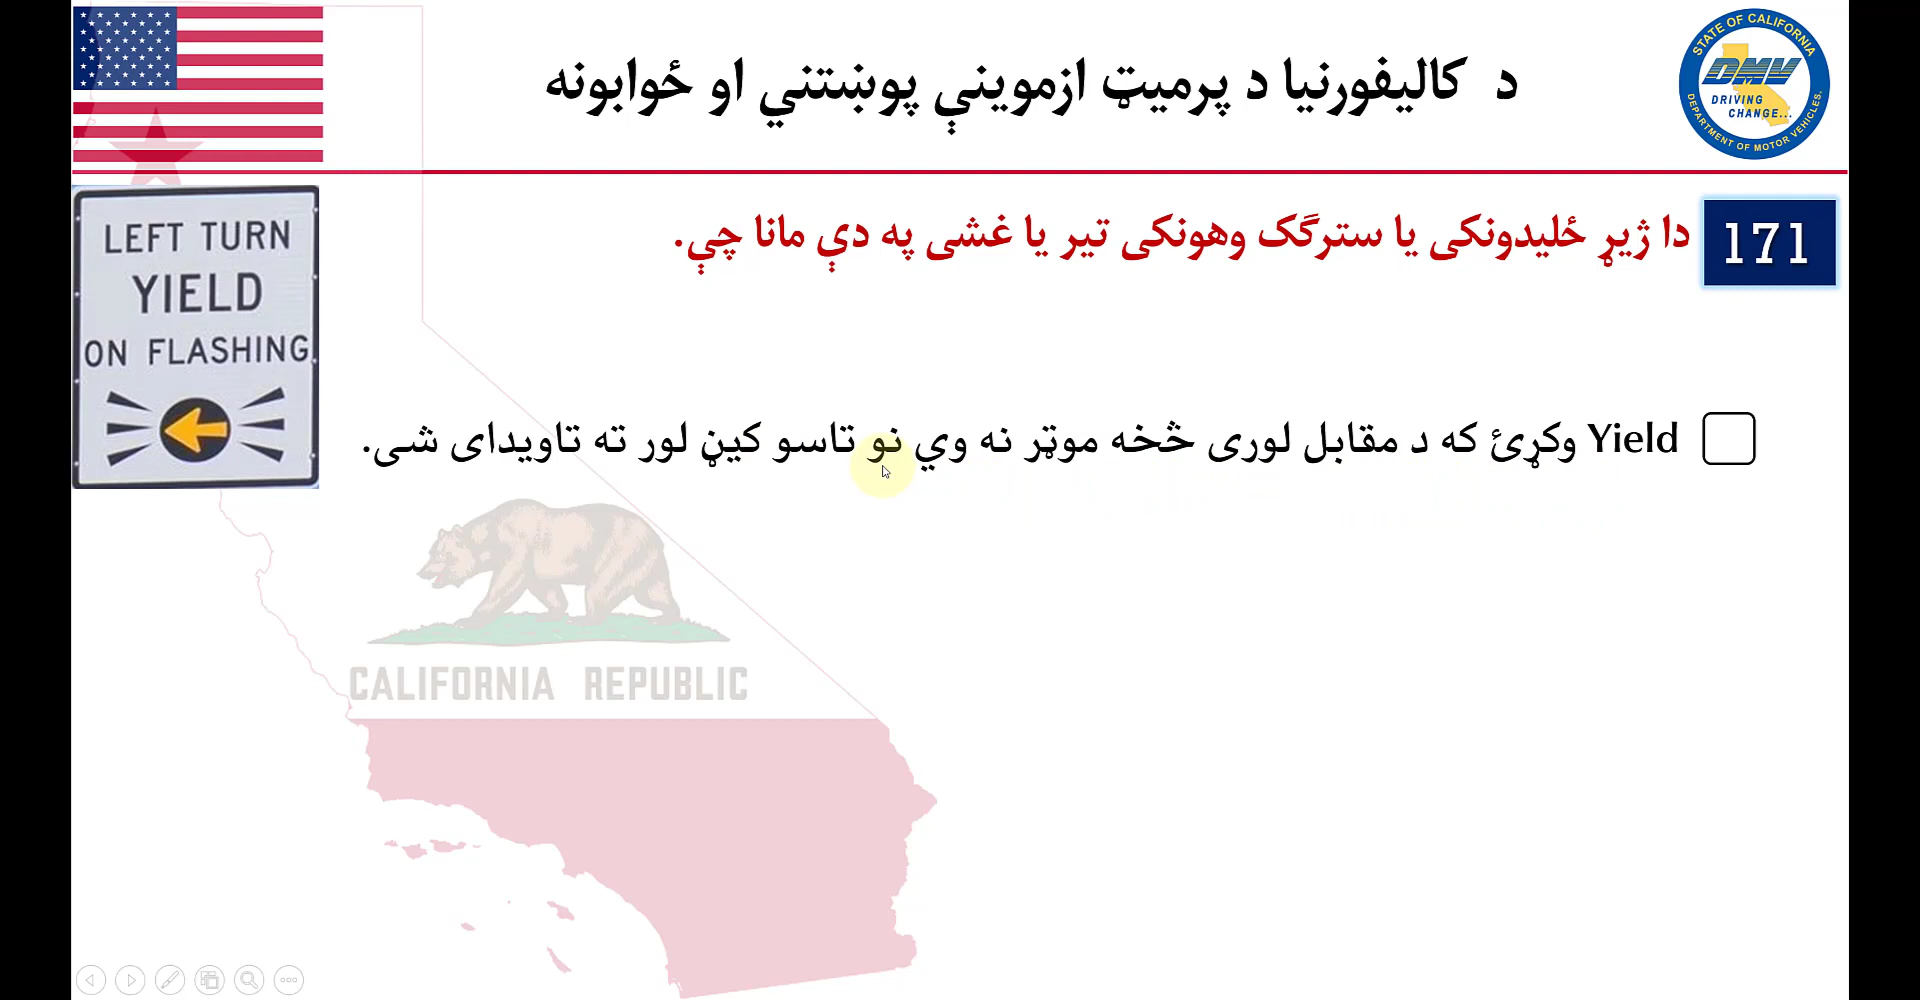 د کالیفورنیا د پرمیټ ازموینې پوښتنې او ځوابونه
STATE OF CALIFORNIA
DMV
DRIVING
CHANGE...
DEPARTMENT OF MOTOR VEHICLES.
171
دا ژیړ ځلیدونکی یا سترګک وهونکی تیر یا غشی په دې مانا چې.
LEFT TURN
YIELD
ON FLASHING
Yield وکړئ که د مقابل لوری څخه موټر نه وي نو تاسو کیڼ لور ته تاویدای شی.
CALIFORNIA REPUBLIC